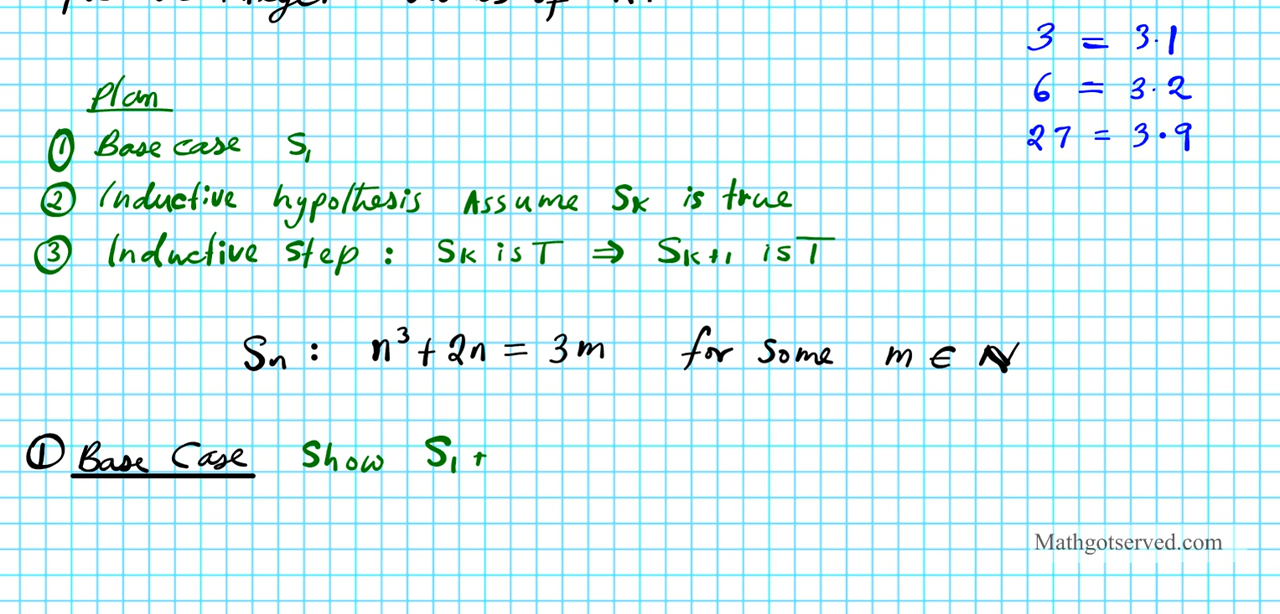 of
3 = 3·1
6 = 3·2
27 = 3·9
Plan
① Base case S₁
② Inductive hypothesis Assume Sₖ is true
③ Inductive Step : Sₖ is T ⇒ Sₖ₊₁ is T
Sₙ : n³ + 2n = 3m for some m ∈ N
① Base Case Show S₁ t
Mathgotserved.com